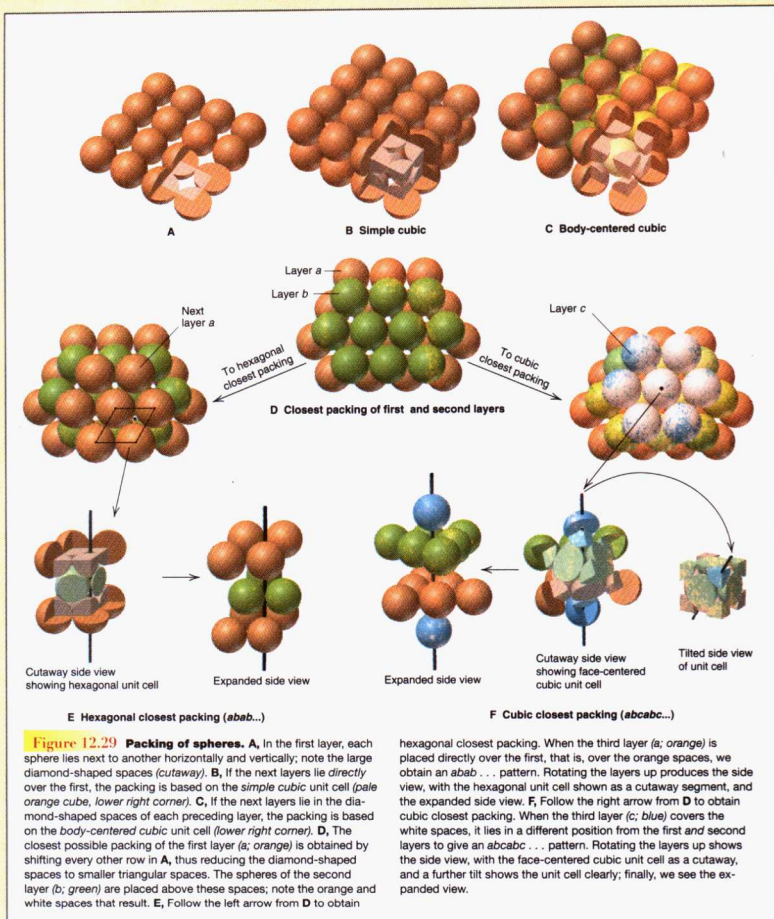 A
B Simple cubic
C Body-centered cubic
Layer a
Layer b
Next
layer a
Layer c
To hexagonal
closest packing
To cubic
closest packing
D Closest packing of first and second layers
Cutaway side view
showing hexagonal unit cell
Expanded side view
Expanded side view
Cutaway side view
showing face-centered
cubic unit cell
Tilted side view
of unit cell
E Hexagonal closest packing (abab...)
F Cubic closest packing (abcabc...)
Figure 12.29 Packing of spheres. A, In the first layer, each
sphere lies next to another horizontally and vertically; note the large
diamond-shaped spaces (cutaway). B, If the next layers lie directly
over the first, the packing is based on the simple cubic unit cell (pale
orange cube, lower right corner). C, If the next layers lie in the dia-
mond-shaped spaces of each preceding layer, the packing is based
on the body-centered cubic unit cell (lower right corner). D, The
closest possible packing of the first layer (a; orange) is obtained by
shifting every other row in A, thus reducing the diamond-shaped
spaces to smaller triangular spaces. The spheres of the second
layer (b; green) are placed above these spaces; note the orange and
white spaces that result. E, Follow the left arrow from D to obtain
hexagonal closest packing. When the third layer (a; orange) is
placed directly over the first, that is, over the orange spaces, we
obtain an abab . . . pattern. Rotating the layers up produces the side
view, with the hexagonal unit cell shown as a cutaway segment, and
the expanded side view. F, Follow the right arrow from D to obtain
cubic closest packing. When the third layer (c; blue) covers the
white spaces, it lies in a different position from the first and second
layers to give an abcabc . . . pattern. Rotating the layers up shows
the side view, with the face-centered cubic unit cell as a cutaway,
and a further tilt shows the unit cell clearly; finally, we see the ex-
panded view.